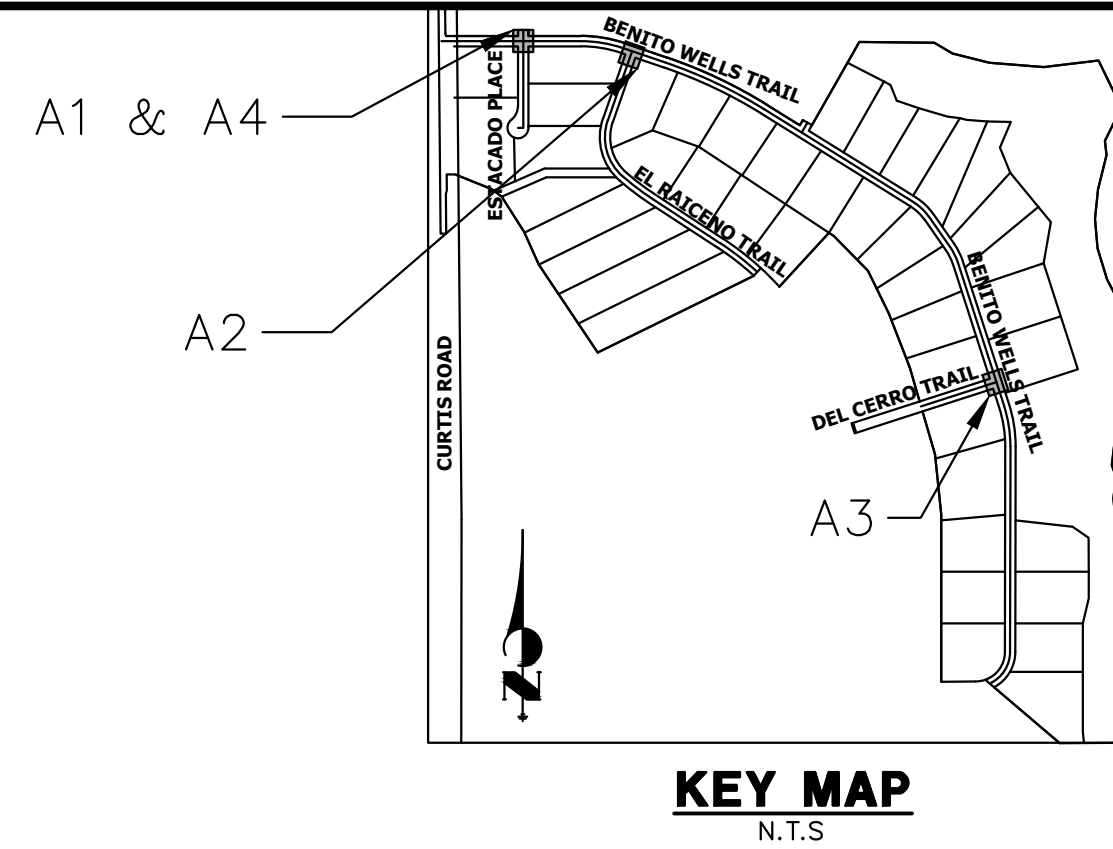 BENITO WELLS TRAIL
A1 & A4
ESTACADO PLACE
EL RAICENO TRAIL
A2
BENITO WELLS TRAIL
CURTIS ROAD
DEL CERRO TRAIL
A3
N
KEY MAP
N.T.S